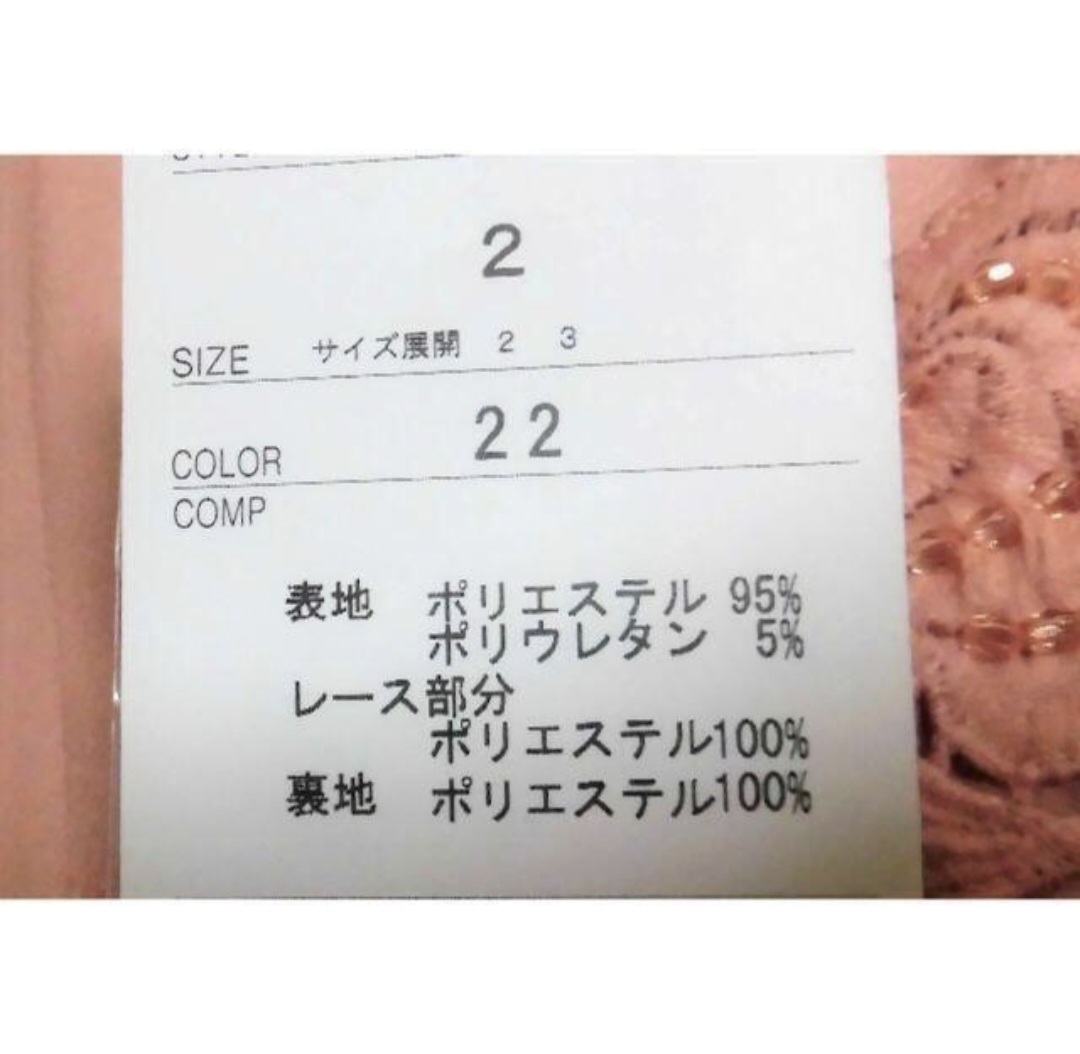 2
SIZE サイズ展開 2 3
22
COLOR
COMP
表地 ポリエステル 95%
ポリウレタン 5%
レース部分
ポリエステル100%
裏地 ポリエステル100%